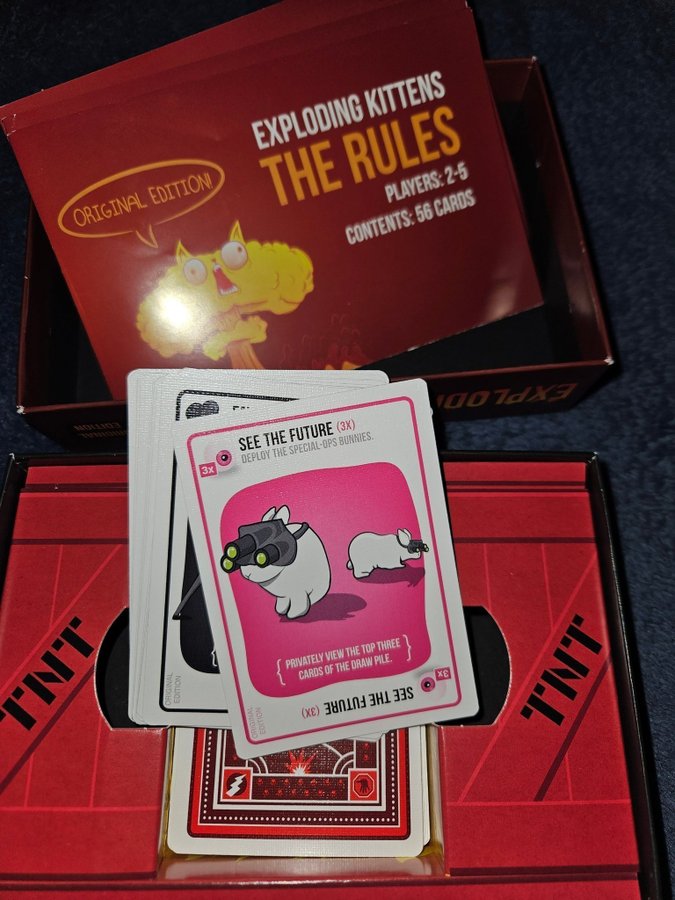 EXPLODING KITTENS
THE RULES
PLAYERS: 2-5
CONTENTS: 56 CARDS
ORIGINAL EDITION!
SEE THE FUTURE (3X)
DEPLOY THE SPECIAL-OPS BUNNIES.
3x
{ PRIVATELY VIEW THE TOP THREE
CARDS OF THE DRAW PILE. }
3x
SEE THE FUTURE (3X)
ORIGINAL
EDITION
ORIGINAL
EDITION
TNT
TNT